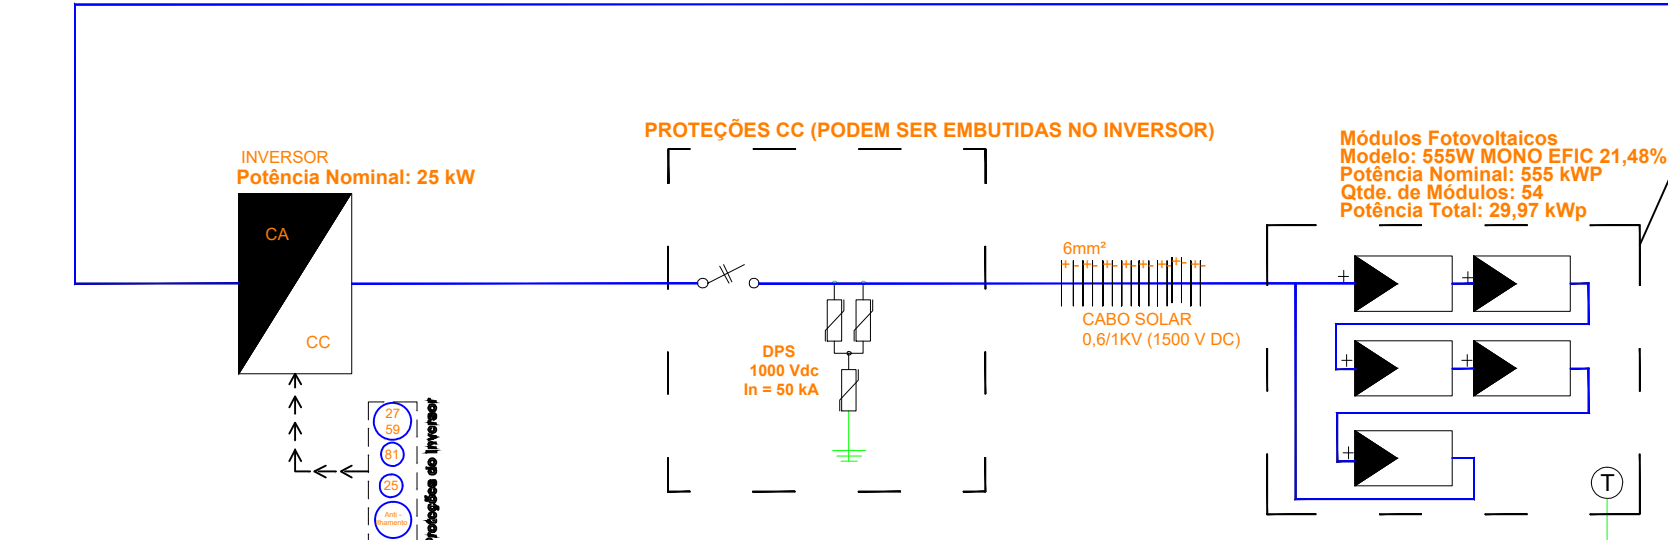 PROTEÇÕES CC (PODEM SER EMBUTIDAS NO INVERSOR)
INVERSOR
Potência Nominal: 25 kW
CA
CC
Módulos Fotovoltaicos
Modelo: 555W MONO EFIC 21,48%
Potência Nominal: 555 kWP
Qtde. de Módulos: 54
Potência Total: 29,97 kWp
6mm²
+ - + - + - + - + - + - + -
CABO SOLAR
0,6/1KV (1500 V DC)
DPS
1000 Vdc
In = 50 kA
+ +
+ +
+
T
27
59
81
25
Anti -
Ilhamento
Proteções do Inversor